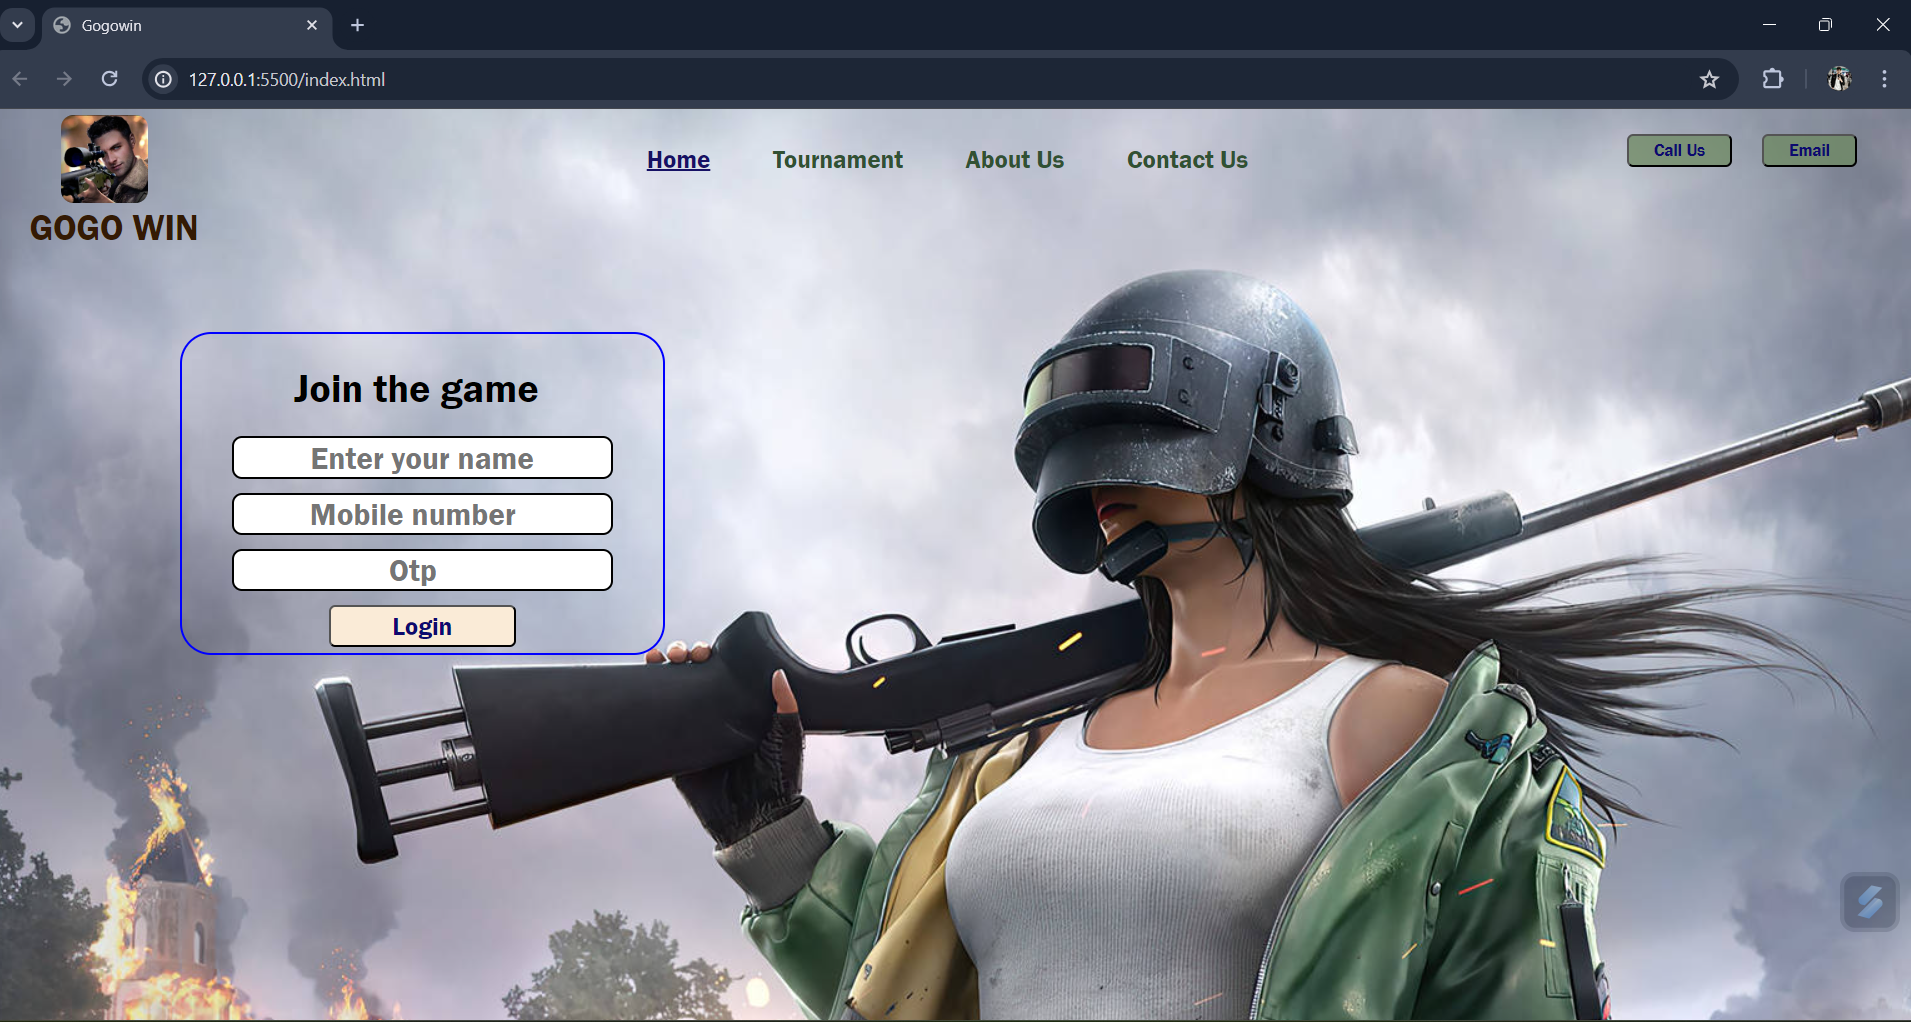 Gogowin
127.0.0.1:5500/index.html
Home Tournament About Us Contact Us Call Us Email
GOGO WIN
Join the game
Enter your name
Mobile number
Otp
Login